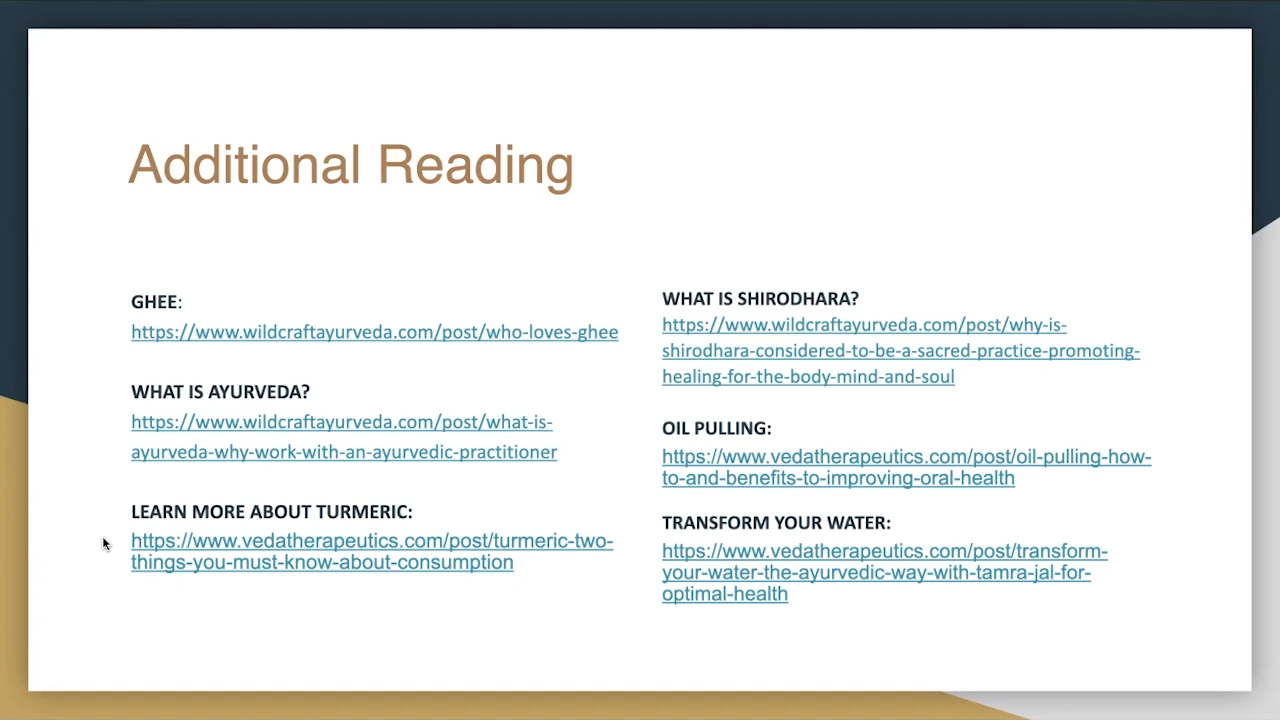 Additional Reading
GHEE:
https://www.wildcraftayurveda.com/post/who-loves-ghee
WHAT IS AYURVEDA?
https://www.wildcraftayurveda.com/post/what-is-
ayurveda-why-work-with-an-ayurvedic-practitioner
LEARN MORE ABOUT TURMERIC:
https://www.vedatherapeutics.com/post/turmeric-two-
things-you-must-know-about-consumption
WHAT IS SHIRODHARA?
https://www.wildcraftayurveda.com/post/why-is-
shirodhara-considered-to-be-a-sacred-practice-promoting-
healing-for-the-body-mind-and-soul
OIL PULLING:
https://www.vedatherapeutics.com/post/oil-pulling-how-
to-and-benefits-to-improving-oral-health
TRANSFORM YOUR WATER:
https://www.vedatherapeutics.com/post/transform-
your-water-the-ayurvedic-way-with-tamra-jal-for-
optimal-health